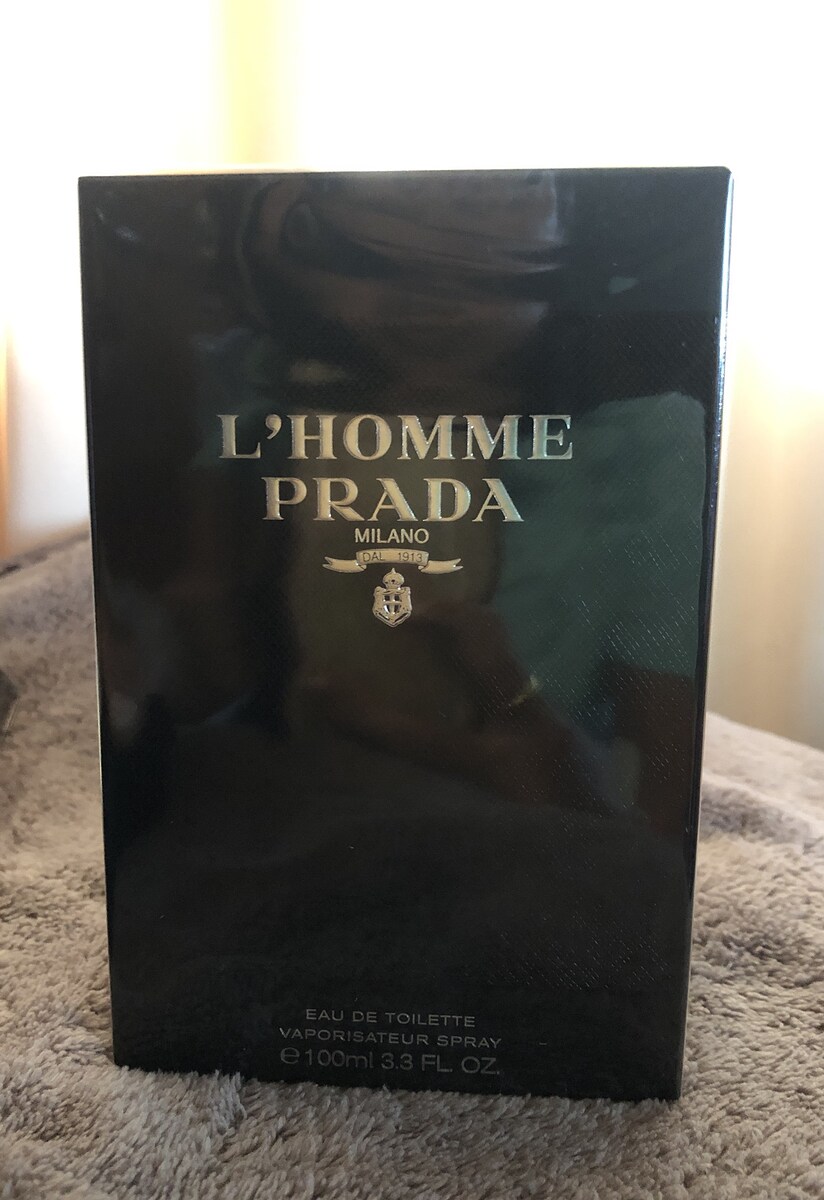 L'HOMME
PRADA
MILANO
DAL 1913
EAU DE TOILETTE
VAPORISATEUR SPRAY
℮100ml 3.3 FL. OZ.